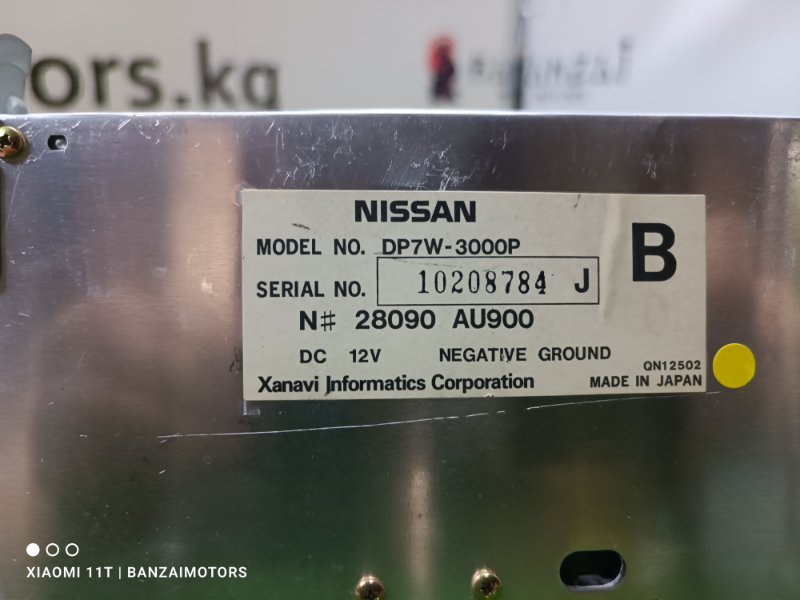 ors.kg
BANZAI
NISSAN
MODEL NO. DP7W-3000P
B
SERIAL NO. 10208784 J
N# 28090 AU900
DC 12V NEGATIVE GROUND
QN12502
Xanavi Informatics Corporation MADE IN JAPAN
XIAOMI 11T | BANZAIMOTORS